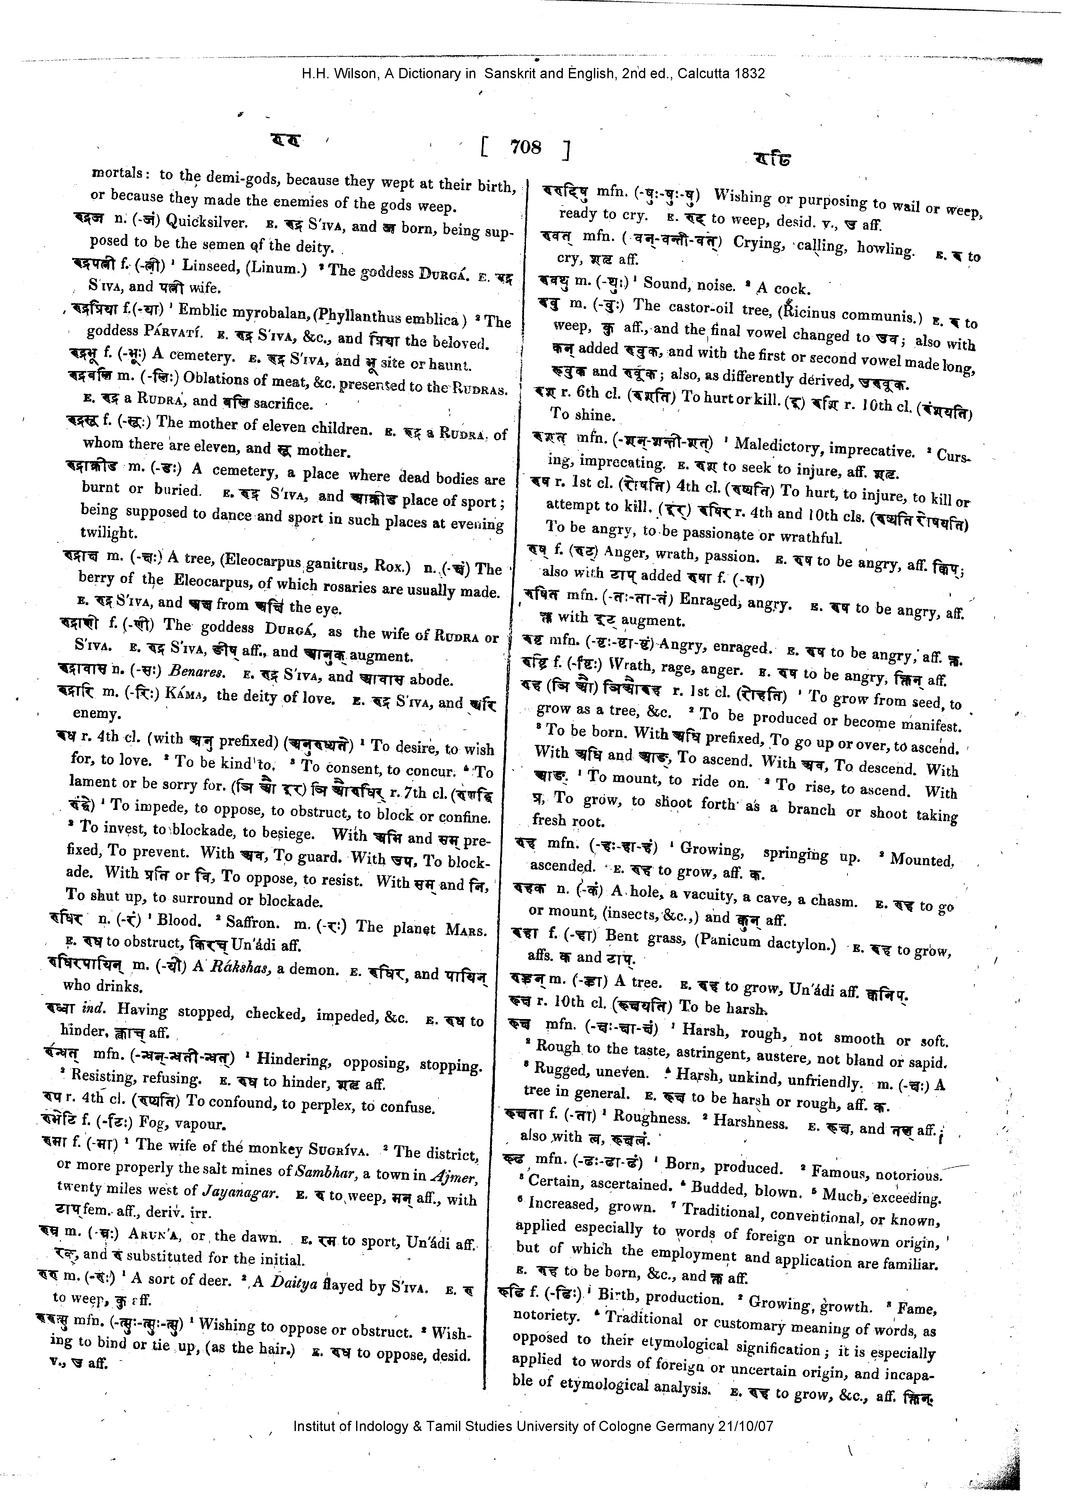 H.H. Wilson, A Dictionary in Sanskrit and English, 2nd ed., Calcutta 1832
रुरु [ 708 ] रूढि
mortals: to the demi-gods, because they wept at their birth,
or because they made the enemies of the gods weep.
रुद्रज n. (-जं) Quicksilver. E. रुद्र S'IVA, and ज born, being sup-
posed to be the semen of the deity.
रुद्रपत्नी f. (-त्नी) ¹ Linseed, (Linum.) ² The goddess DURGÁ. E. रुद्र
S'IVA, and पत्नी wife.
रुद्रप्रिया f. (-या) ¹ Emblic myrobalan, (Phyllanthus emblica) ² The
goddess PÁRVATÍ. E. रुद्र S'IVA, &c., and प्रिया the beloved.
रुद्रभू f. (-भूः) A cemetery. E. रुद्र S'IVA, and भू site or haunt.
रुद्रबलि m. (-लिः) Oblations of meat, &c. presented to the RUDRAS.
E. रुद्र a RUDRA, and बलि sacrifice.
रुद्रसू f. (-सूः) The mother of eleven children. E. रुद्र a RUDRA, of
whom there are eleven, and सू mother.
रुद्राक्रीड m. (-डः) A cemetery, a place where dead bodies are
burnt or buried. E. रुद्र S'IVA, and आक्रीड place of sport;
being supposed to dance and sport in such places at evening
twilight.
रुद्राक्ष m. (-क्षः) A tree, (Eleocarpus ganitrus, Rox.) n. (-क्षं) The
berry of the Eleocarpus, of which rosaries are usually made.
E. रुद्र S'IVA, and अक्ष from अक्षि the eye.
रुद्राणी f. (-णी) The goddess DURGÁ, as the wife of RUDRA or
S'IVA. E. रुद्र S'IVA, ङीष् aff., and आनुक् augment.
रुद्रावास n. (-सः) Benares. E. रुद्र S'IVA, and आवास abode.
रुद्रारि m. (-रिः) KÁMA, the deity of love. E. रुद्र S'IVA, and अरि
enemy.
रुध r. 4th cl. (with अनु prefixed) (अनुरुध्यते) ¹ To desire, to wish
for, to love. ² To be kind to. ³ To consent, to concur. ⁴ To
lament or be sorry for. (ञि औ इर) ञि औरुधिर् r. 7th cl. (रुणद्धि
रुंद्धे) ¹ To impede, to oppose, to obstruct, to block or confine.
² To invest, to blockade, to besiege. With अभि and सम् pre-
fixed, To prevent. With अव, To guard. With उप, To block-
ade. With प्रति or वि, To oppose, to resist. With सम् and नि,
To shut up, to surround or blockade.
रुधिर n. (-रं) ¹ Blood. ² Saffron. m. (-रः) The planet MARS.
E. रुध to obstruct, किरच् Un'ádi aff.
रुधिरपायिन् m. (-यी) A Rákshas, a demon. E. रुधिर, and पायिन्
who drinks.
रुध्वा ind. Having stopped, checked, impeded, &c. E. रुध to
hinder, क्त्वाच् aff.
रुन्धत् mfn. (-न्धन्-न्धती-न्धत्) ¹ Hindering, opposing, stopping.
² Resisting, refusing. E. रुध to hinder, शतृ aff.
रुप r. 4th cl. (रुप्यति) To confound, to perplex, to confuse.
रुभेटि f. (-टिः) Fog, vapour.
रुमा f. (-मा) ¹ The wife of the monkey SUGRÍVA. ² The district,
or more properly the salt mines of Sambhar, a town in Ajmer,
twenty miles west of Jayanagar. E. रु to weep, मन् aff., with
टाप् fem. aff., deriv. irr.
रुम्र m. (-म्रः) ARUN'A, or the dawn. E. रम to sport, Un'ádi aff.
रक्, and रु substituted for the initial.
रुरु m. (-रुः) ¹ A sort of deer. ² A Daitya flayed by S'IVA. E. रु
to weep, कु aff.
रुरुत्सु mfn. (-त्सुः-त्सुः-त्सु) ¹ Wishing to oppose or obstruct. ² Wish-
ing to bind or tie up, (as the hair.) E. रुध to oppose, desid.
v., उ aff.
रुरुदिषु mfn. (-षुः-षुः-षु) Wishing or purposing to wail or weep,
ready to cry. E. रुद to weep, desid. v., उ aff.
रुवत् mfn. (-वन्-वन्ती-वत्) Crying, calling, howling. E. रु to
cry, शतृ aff.
रुवथु m. (-थुः) ¹ Sound, noise. ² A cock.
रुवु m. (-वुः) The castor-oil tree, (Ricinus communis.) E. रु to
weep, कु aff., and the final vowel changed to उव; also with
कन् added रुवुक, and with the first or second vowel made long,
रूवुक and रुवूक; also, as differently derived, उरुवूक.
रुश r. 6th cl. (रुशति) To hurt or kill. (इ) रुशि r. 10th cl. (रुंशयति)
To shine.
रुशत् mfn. (-शन्-शन्ती-शत्) ¹ Maledictory, imprecative. ² Curs-
ing, imprecating. E. रुश to seek to injure, aff. शतृ.
रुष r. 1st cl. (रोषति) 4th cl. (रुष्यति) To hurt, to injure, to kill or
attempt to kill. (इर्) रुषिर् r. 4th and 10th cls. (रुष्यति रोषयति)
To be angry, to be passionate or wrathful.
रुष् f. (रुट्) Anger, wrath, passion. E. रुष to be angry, aff. क्विप्;
also with टाप् added रुषा f. (-षा)
रुषित mfn. (-तः-ता-तं) Enraged, angry. E. रुष to be angry, aff.
क्त with इट् augment.
रुष्ट mfn. (-ष्टः-ष्टा-ष्टं) Angry, enraged. E. रुष to be angry, aff. क्त.
रुष्टि f. (-ष्टिः) Wrath, rage, anger. E. रुष to be angry, क्तिन् aff.
रुह (ञि औ) ञिऔरुह r. 1st cl. (रोहति) ¹ To grow from seed, to
grow as a tree, &c. ² To be produced or become manifest.
³ To be born. With अधि prefixed, To go up or over, to ascend.
With अधि and आङ्, To ascend. With अव, To descend. With
आङ्. ¹ To mount, to ride on. ² To rise, to ascend. With
प्र, To grow, to shoot forth as a branch or shoot taking
fresh root.
रुह mfn. (-हः-हा-हं) ¹ Growing, springing up. ² Mounted,
ascended. E. रुह to grow, aff. क.
रुहक n. (-कं) A hole, a vacuity, a cave, a chasm. E. रुह to go
or mount, (insects, &c.,) and क्वुन् aff.
रुहा f. (-हा) Bent grass, (Panicum dactylon.) E. रुह to grow,
affs. क and टाप्.
रुह्वन् m. (-ह्वा) A tree. E. रुह to grow, Un'ádi aff. क्वनिप्.
रूक्ष r. 10th cl. (रूक्षयति) To be harsh.
रूक्ष mfn. (-क्षः-क्षा-क्षं) ¹ Harsh, rough, not smooth or soft.
² Rough to the taste, astringent, austere, not bland or sapid.
³ Rugged, uneven. ⁴ Harsh, unkind, unfriendly. m. (-क्षः) A
tree in general. E. रूक्ष to be harsh or rough, aff. क.
रूक्षता f. (-ता) ¹ Roughness. ² Harshness. E. रूक्ष, and तल् aff.;
also with त्व, रूक्षत्वं.
रूढ mfn. (-ढः-ढा-ढं) ¹ Born, produced. ² Famous, notorious.
³ Certain, ascertained. ⁴ Budded, blown. ⁵ Much, exceeding.
⁶ Increased, grown. ⁷ Traditional, conventional, or known,
applied especially to words of foreign or unknown origin,
but of which the employment and application are familiar.
E. रुह to be born, &c., and क्त aff.
रूढि f. (-ढिः) ¹ Birth, production. ² Growing, growth. ³ Fame,
notoriety. ⁴ Traditional or customary meaning of words, as
opposed to their etymological signification; it is especially
applied to words of foreign or uncertain origin, and incapa-
ble of etymological analysis. E. रुह to grow, &c., aff. क्तिन्.
Institut of Indology & Tamil Studies University of Cologne Germany 21/10/07